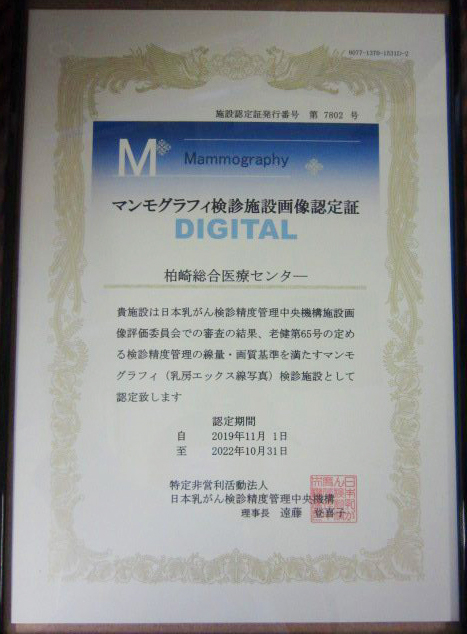 0077-1370-1531D-2
施設認定証発行番号 第 7802 号
M Mammography
マンモグラフィ検診施設画像認定証
DIGITAL
柏崎総合医療センター
貴施設は日本乳がん検診精度管理中央機構施設画
像評価委員会での審査の結果、老健第65号の定め
る検診精度管理の線量・画質基準を満たすマンモ
グラフィ（乳房エックス線写真）検診施設として
認定致します
認定期間
自 2019年11月 1日
至 2022年10月31日
特定非営利活動法人
日本乳がん検診精度管理中央機構
理事長 遠藤 登喜子